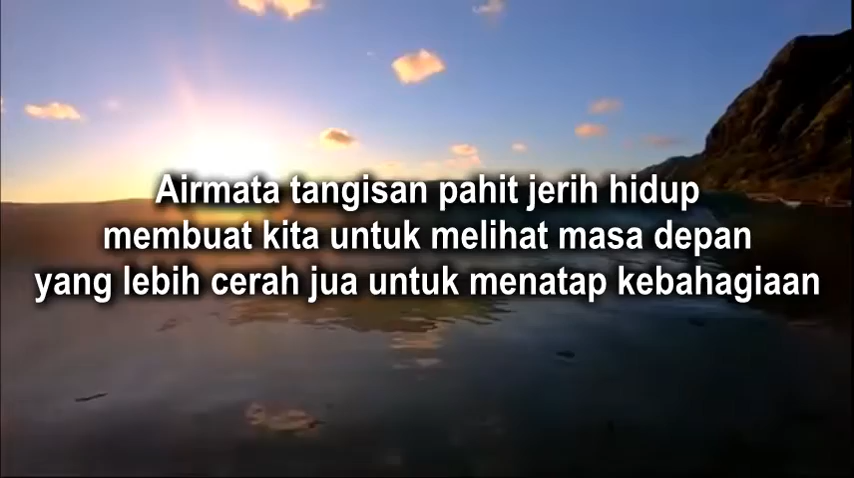 Airmata tangisan pahit jerih hidup
membuat kita untuk melihat masa depan
yang lebih cerah jua untuk menatap kebahagiaan